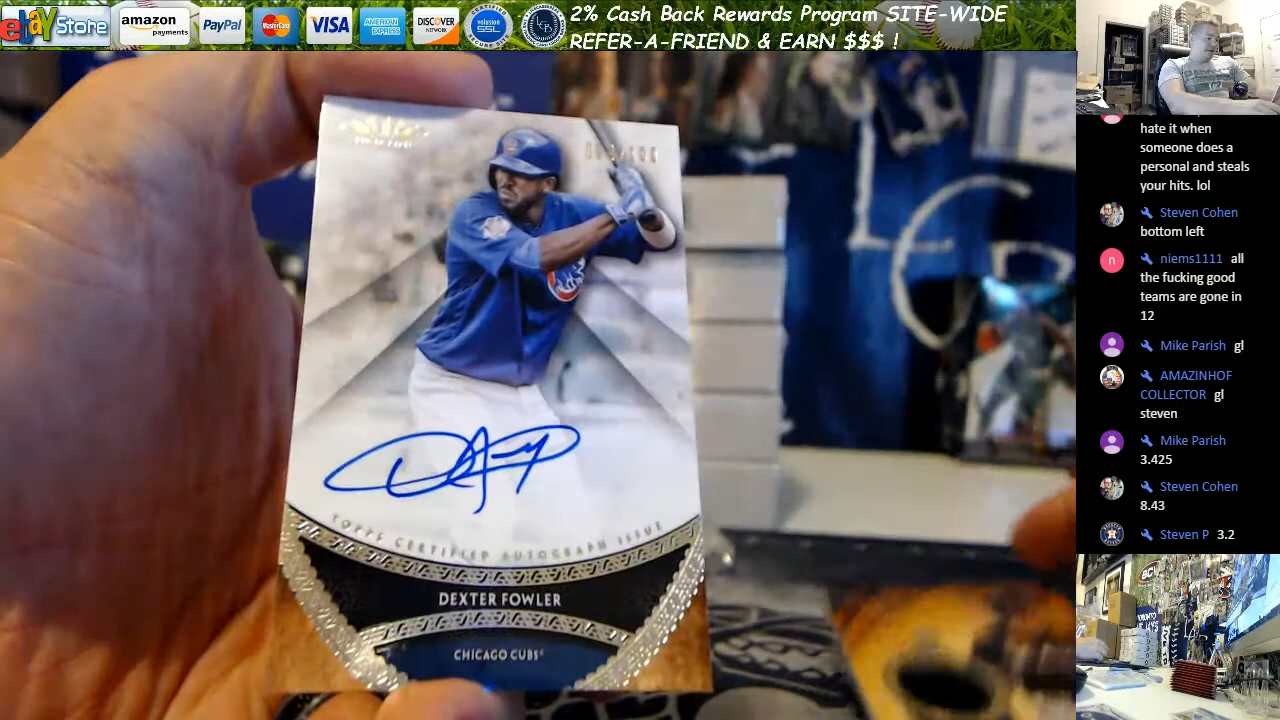 ebay Store
amazon
payments
PayPal
MasterCard
VISA
AMERICAN
EXPRESS
DISCOVER
NETWORK
SSL
2% Cash Back Rewards Program SITE-WIDE
REFER-A-FRIEND & EARN $$$ !
TOPPS CERTIFIED AUTOGRAPH ISSUE
DEXTER FOWLER
CHICAGO CUBS
hate it when
someone does a
personal and steals
your hits. lol
Steven Cohen
bottom left
niems1111 all
the fucking good
teams are gone in
12
Mike Parish gl
AMAZINHOF
COLLECTOR gl
steven
Mike Parish
3.425
Steven Cohen
8.43
Steven P 3.2